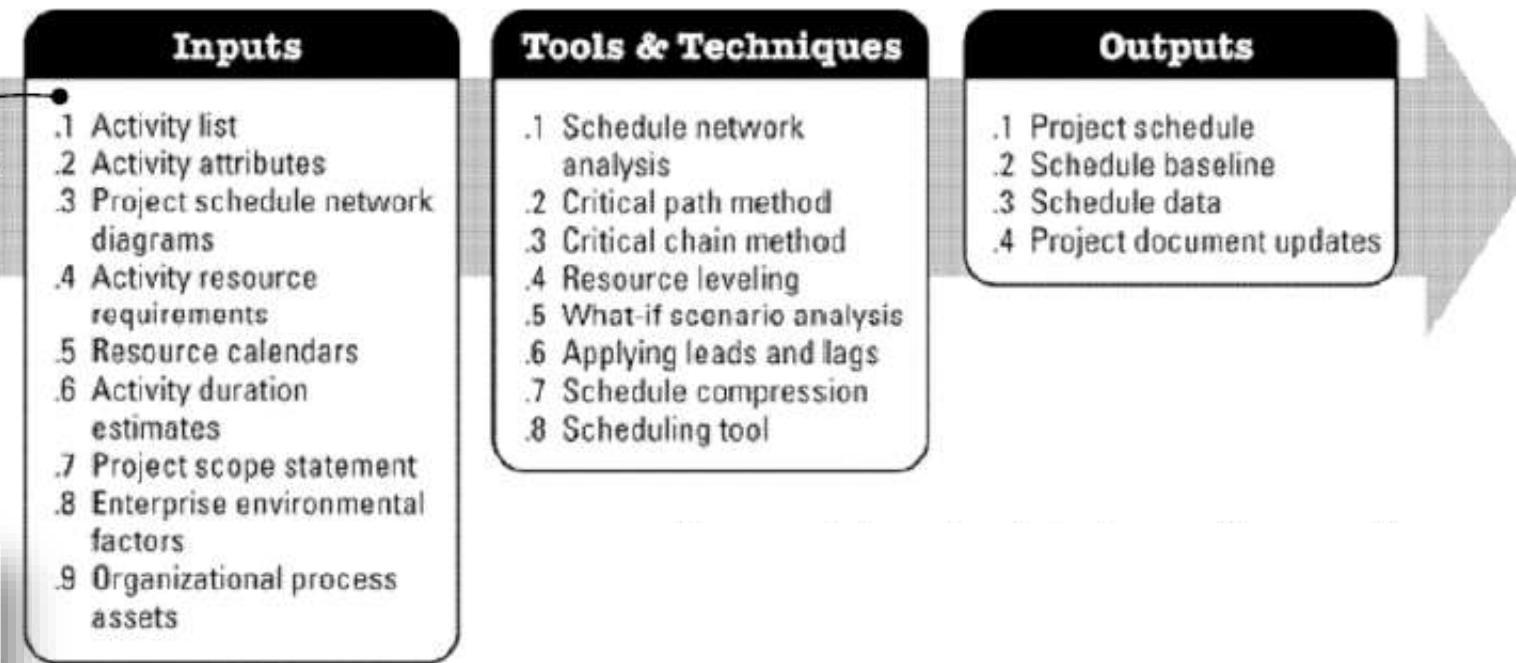 Inputs
.1 Activity list
.2 Activity attributes
.3 Project schedule network
diagrams
.4 Activity resource
requirements
.5 Resource calendars
.6 Activity duration
estimates
.7 Project scope statement
.8 Enterprise environmental
factors
.9 Organizational process
assets
Tools & Techniques
.1 Schedule network
analysis
.2 Critical path method
.3 Critical chain method
.4 Resource leveling
.5 What-if scenario analysis
.6 Applying leads and lags
.7 Schedule compression
.8 Scheduling tool
Outputs
.1 Project schedule
.2 Schedule baseline
.3 Schedule data
.4 Project document updates